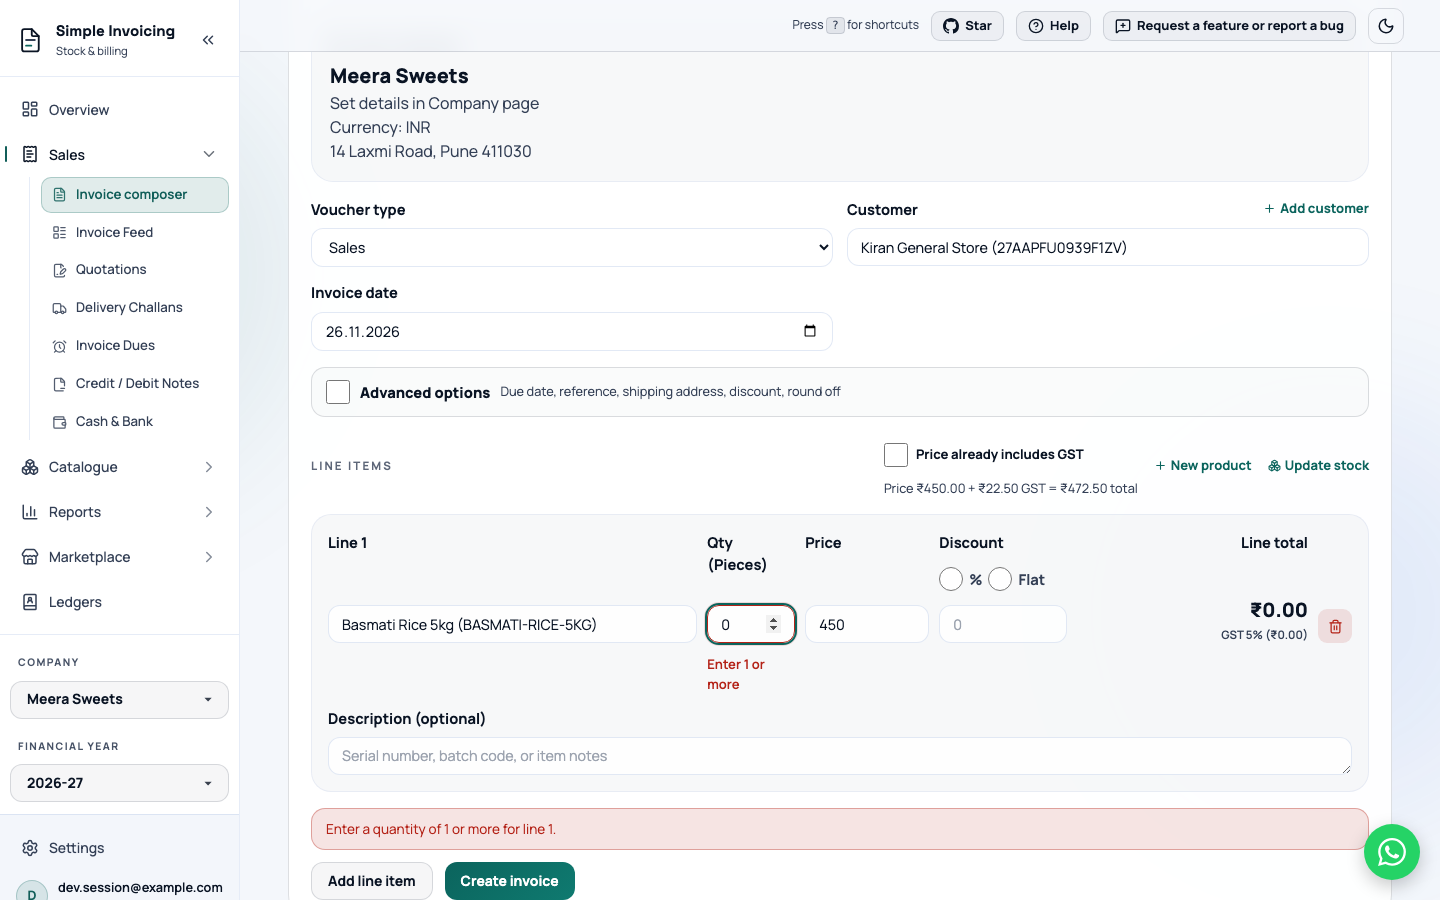 Simple Invoicing
Stock & billing
Press ? for shortcuts
Star
Help
Request a feature or report a bug
Overview
Sales
Invoice composer
Invoice Feed
Quotations
Delivery Challans
Invoice Dues
Credit / Debit Notes
Cash & Bank
Catalogue
Reports
Marketplace
Ledgers
COMPANY
Meera Sweets
FINANCIAL YEAR
2026-27
Settings
D
dev.session@example.com
Meera Sweets
Set details in Company page
Currency: INR
14 Laxmi Road, Pune 411030
Voucher type
Sales
Customer
Add customer
Kiran General Store (27AAPFU0939F1ZV)
Invoice date
26.11.2026
Advanced options Due date, reference, shipping address, discount, round off
LINE ITEMS
Price already includes GST
Price ₹450.00 + ₹22.50 GST = ₹472.50 total
New product
Update stock
Line 1
Qty
(Pieces)
Price
Discount
% Flat
Line total
Basmati Rice 5kg (BASMATI-RICE-5KG)
0
450
0
₹0.00
GST 5% (₹0.00)
Enter 1 or
more
Description (optional)
Serial number, batch code, or item notes
Enter a quantity of 1 or more for line 1.
Add line item
Create invoice